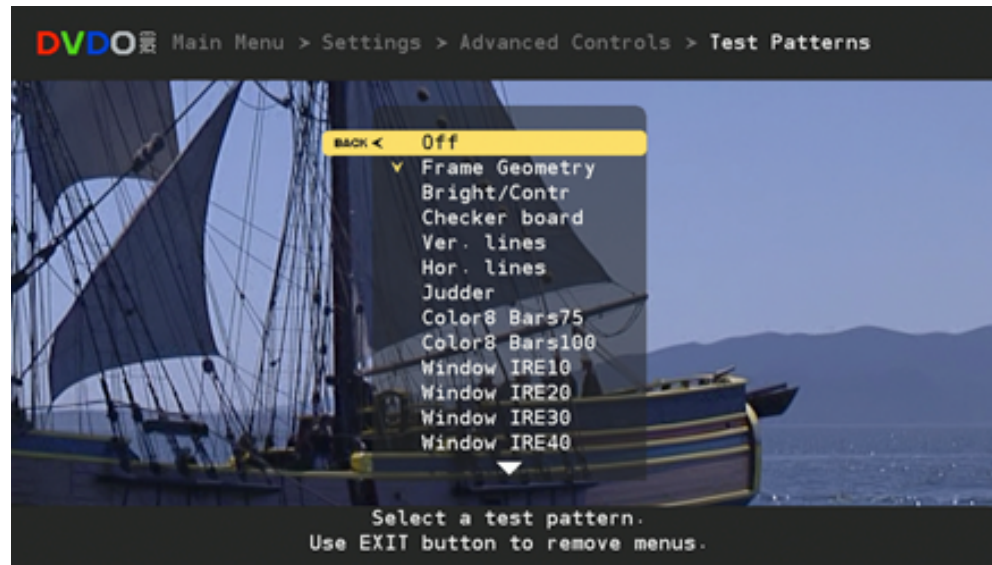 DVDO Main Menu > Settings > Advanced Controls > Test Patterns
BACK < Off
Frame Geometry
Bright/Contr
Checker board
Ver. lines
Hor. lines
Judder
Color8 Bars75
Color8 Bars100
Window IRE10
Window IRE20
Window IRE30
Window IRE40
Select a test pattern.
Use EXIT button to remove menus.